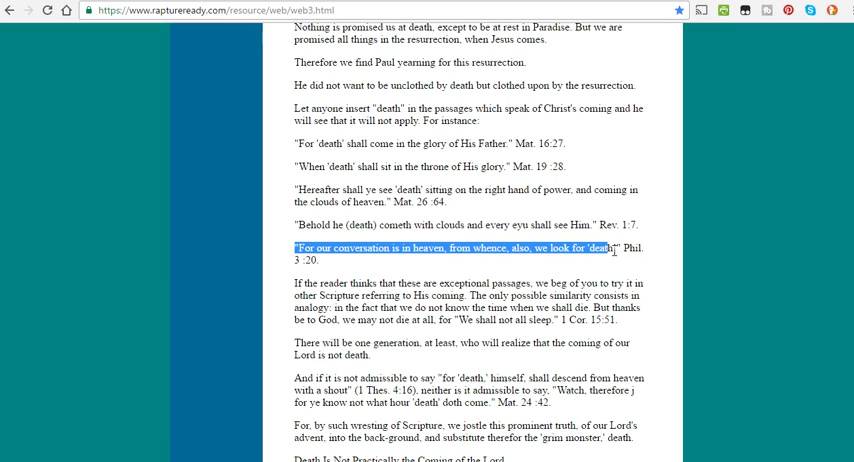 https://www.raptureready.com/resource/web/web3.html
Nothing is promised us at death, except to be at rest in Paradise. But we are
promised all things in the resurrection, when Jesus comes.
Therefore we find Paul yearning for this resurrection.
He did not want to be unclothed by death but clothed upon by the resurrection.
Let anyone insert "death" in the passages which speak of Christ's coming and he
will see that it will not apply. For instance:
"For 'death' shall come in the glory of His Father." Mat. 16:27.
"When 'death' shall sit in the throne of His glory." Mat. 19 :28.
"Hereafter shall ye see 'death' sitting on the right hand of power, and coming in
the clouds of heaven." Mat. 26 :64.
"Behold he (death) cometh with clouds and every eyu shall see Him." Rev. 1:7.
"For our conversation is in heaven, from whence, also, we look for 'death'" Phil.
3 :20.
If the reader thinks that these are exceptional passages, we beg of you to try it in
other Scripture referring to His coming. The only possible similarity consists in
analogy: in the fact that we do not know the time when we shall die. But thanks
be to God, we may not die at all, for "We shall not all sleep." 1 Cor. 15:51.
There will be one generation, at least, who will realize that the coming of our
Lord is not death.
And if it is not admissible to say "for 'death,' himself, shall descend from heaven
with a shout" (1 Thes. 4:16), neither is it admissible to say, "Watch, therefore j
for ye know not what hour 'death' doth come." Mat. 24 :42.
For, by such wresting of Scripture, we jostle this prominent truth, of our Lord's
advent, into the back-ground, and substitute therefor the 'grim monster,' death.
Death Is Not Practically the Coming of the Lord